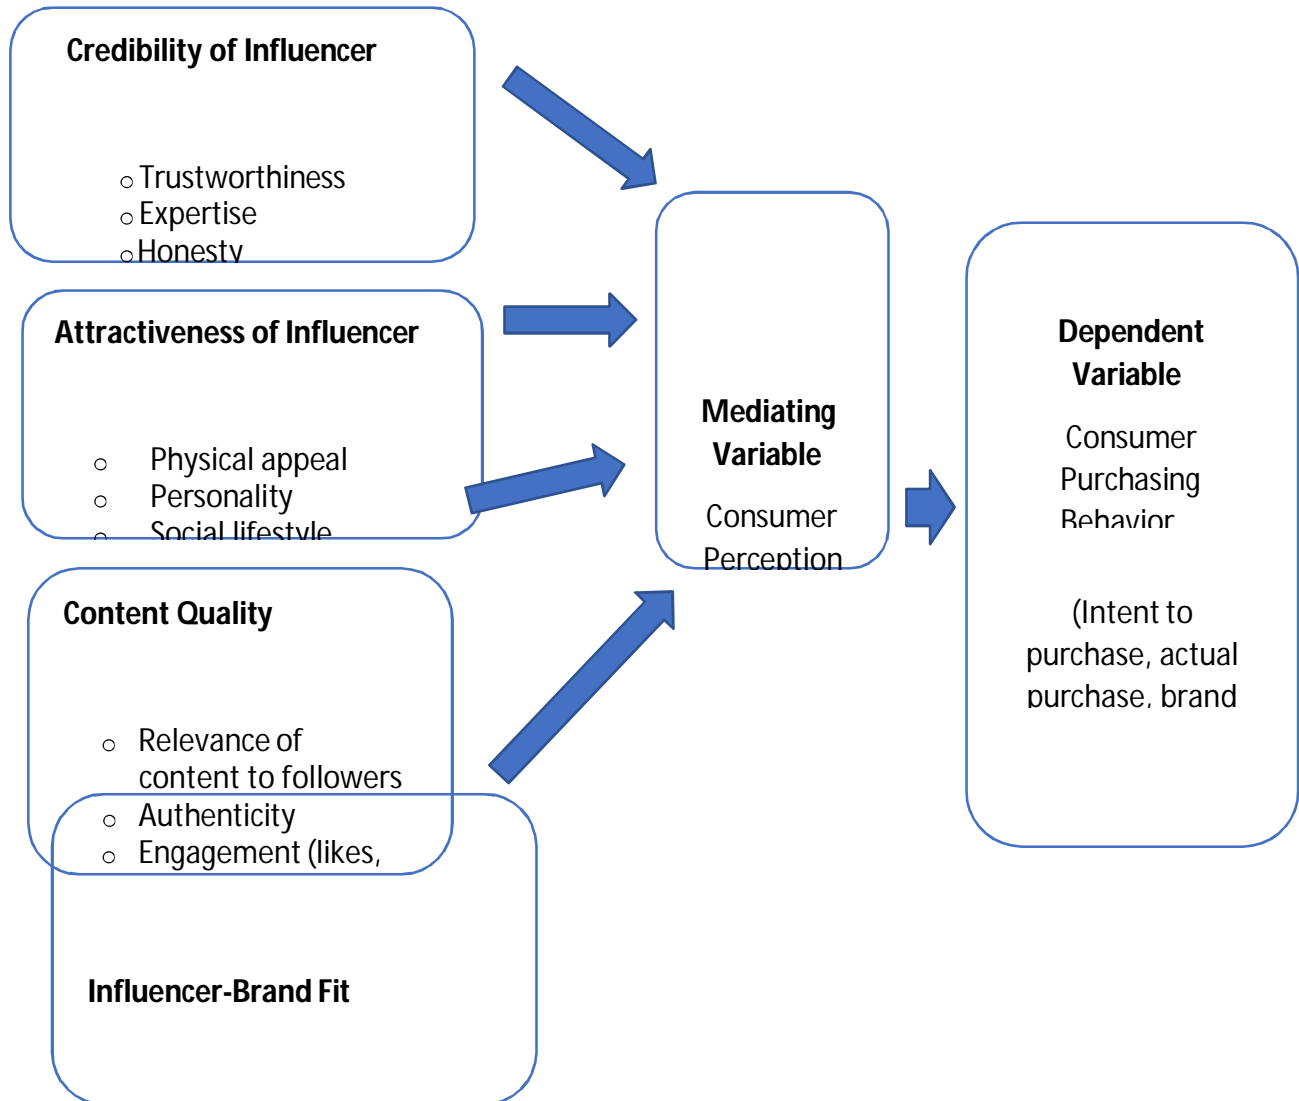 Credibility of Influencer
o Trustworthiness
o Expertise
o Honesty
Attractiveness of Influencer
o Physical appeal
o Personality
o Social lifestyle
Content Quality
o Relevance of
content to followers
o Authenticity
o Engagement (likes,
Influencer-Brand Fit
Mediating
Variable
Consumer
Perception
Dependent
Variable
Consumer
Purchasing
Behavior
(Intent to
purchase, actual
purchase, brand